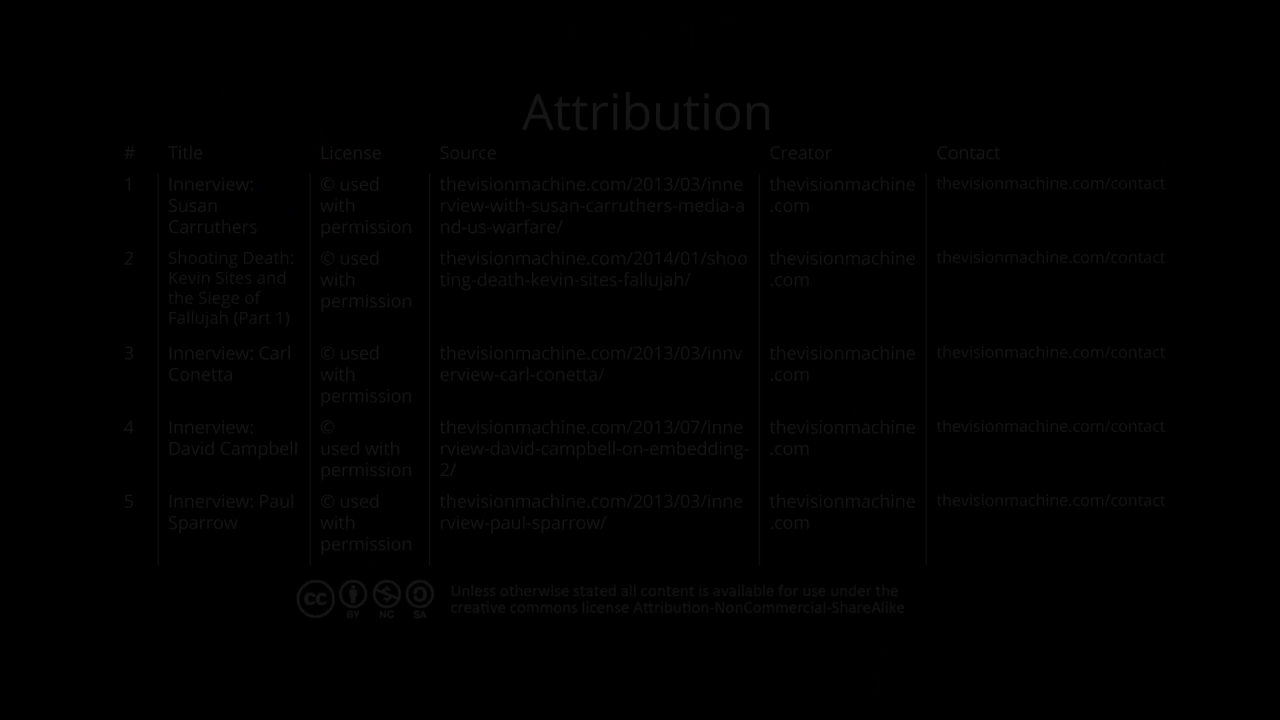 Attribution
# Title License Source Creator Contact
1 Innerview: © used thevisionmachine.com/2013/03/inne thevisionmachine thevisionmachine.com/contact
Susan with rview-with-susan-carruthers-media-a .com
Carruthers permission nd-us-warfare/
2 Shooting Death: © used thevisionmachine.com/2014/01/shoo thevisionmachine thevisionmachine.com/contact
Kevin Sites and with ting-death-kevin-sites-fallujah/ .com
the Siege of permission
Fallujah (Part 1)
3 Innerview: Carl © used thevisionmachine.com/2013/03/innv thevisionmachine thevisionmachine.com/contact
Conetta with erview-carl-conetta/ .com
permission
4 Innerview: © thevisionmachine.com/2013/07/inne thevisionmachine thevisionmachine.com/contact
David Campbell used with rview-david-campbell-on-embedding- .com
permission 2/
5 Innerview: Paul © used thevisionmachine.com/2013/03/inne thevisionmachine thevisionmachine.com/contact
Sparrow with rview-paul-sparrow/ .com
permission
cc BY NC SA
Unless otherwise stated all content is available for use under the
creative commons license Attribution-NonCommercial-ShareAlike